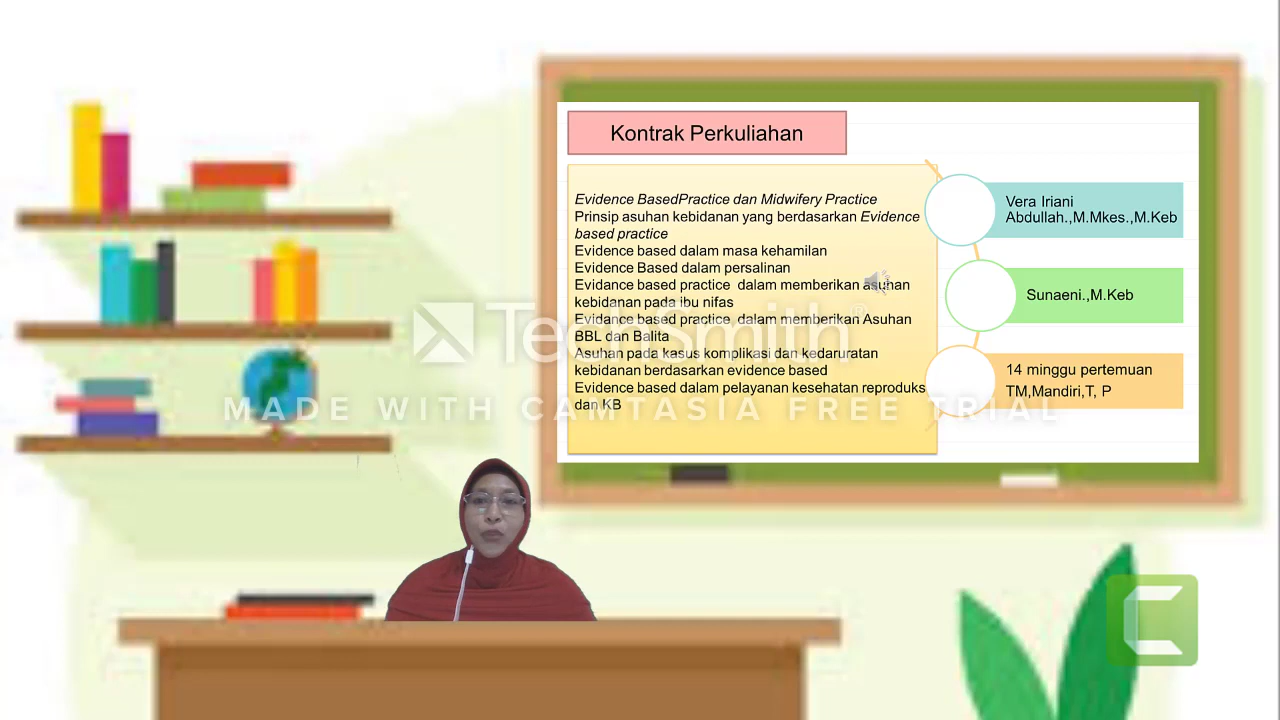 Kontrak Perkuliahan
Evidence BasedPractice dan Midwifery Practice
Prinsip asuhan kebidanan yang berdasarkan Evidence
based practice
Evidence based dalam masa kehamilan
Evidence Based dalam persalinan
Evidance based practice dalam memberikan asuhan
kebidanan pada ibu nifas
Evidance based practice dalam memberikan Asuhan
BBL dan Balita
Asuhan pada kasus komplikasi dan kedaruratan
kebidanan berdasarkan evidence based
Evidence based dalam pelayanan kesehatan reproduks
dan KB
Vera Iriani
Abdullah.,M.Mkes.,M.Keb
Sunaeni.,M.Keb
14 minggu pertemuan
TM,Mandiri,T, P
TechSmith®
MADE WITH CAMTASIA FREE TRIAL